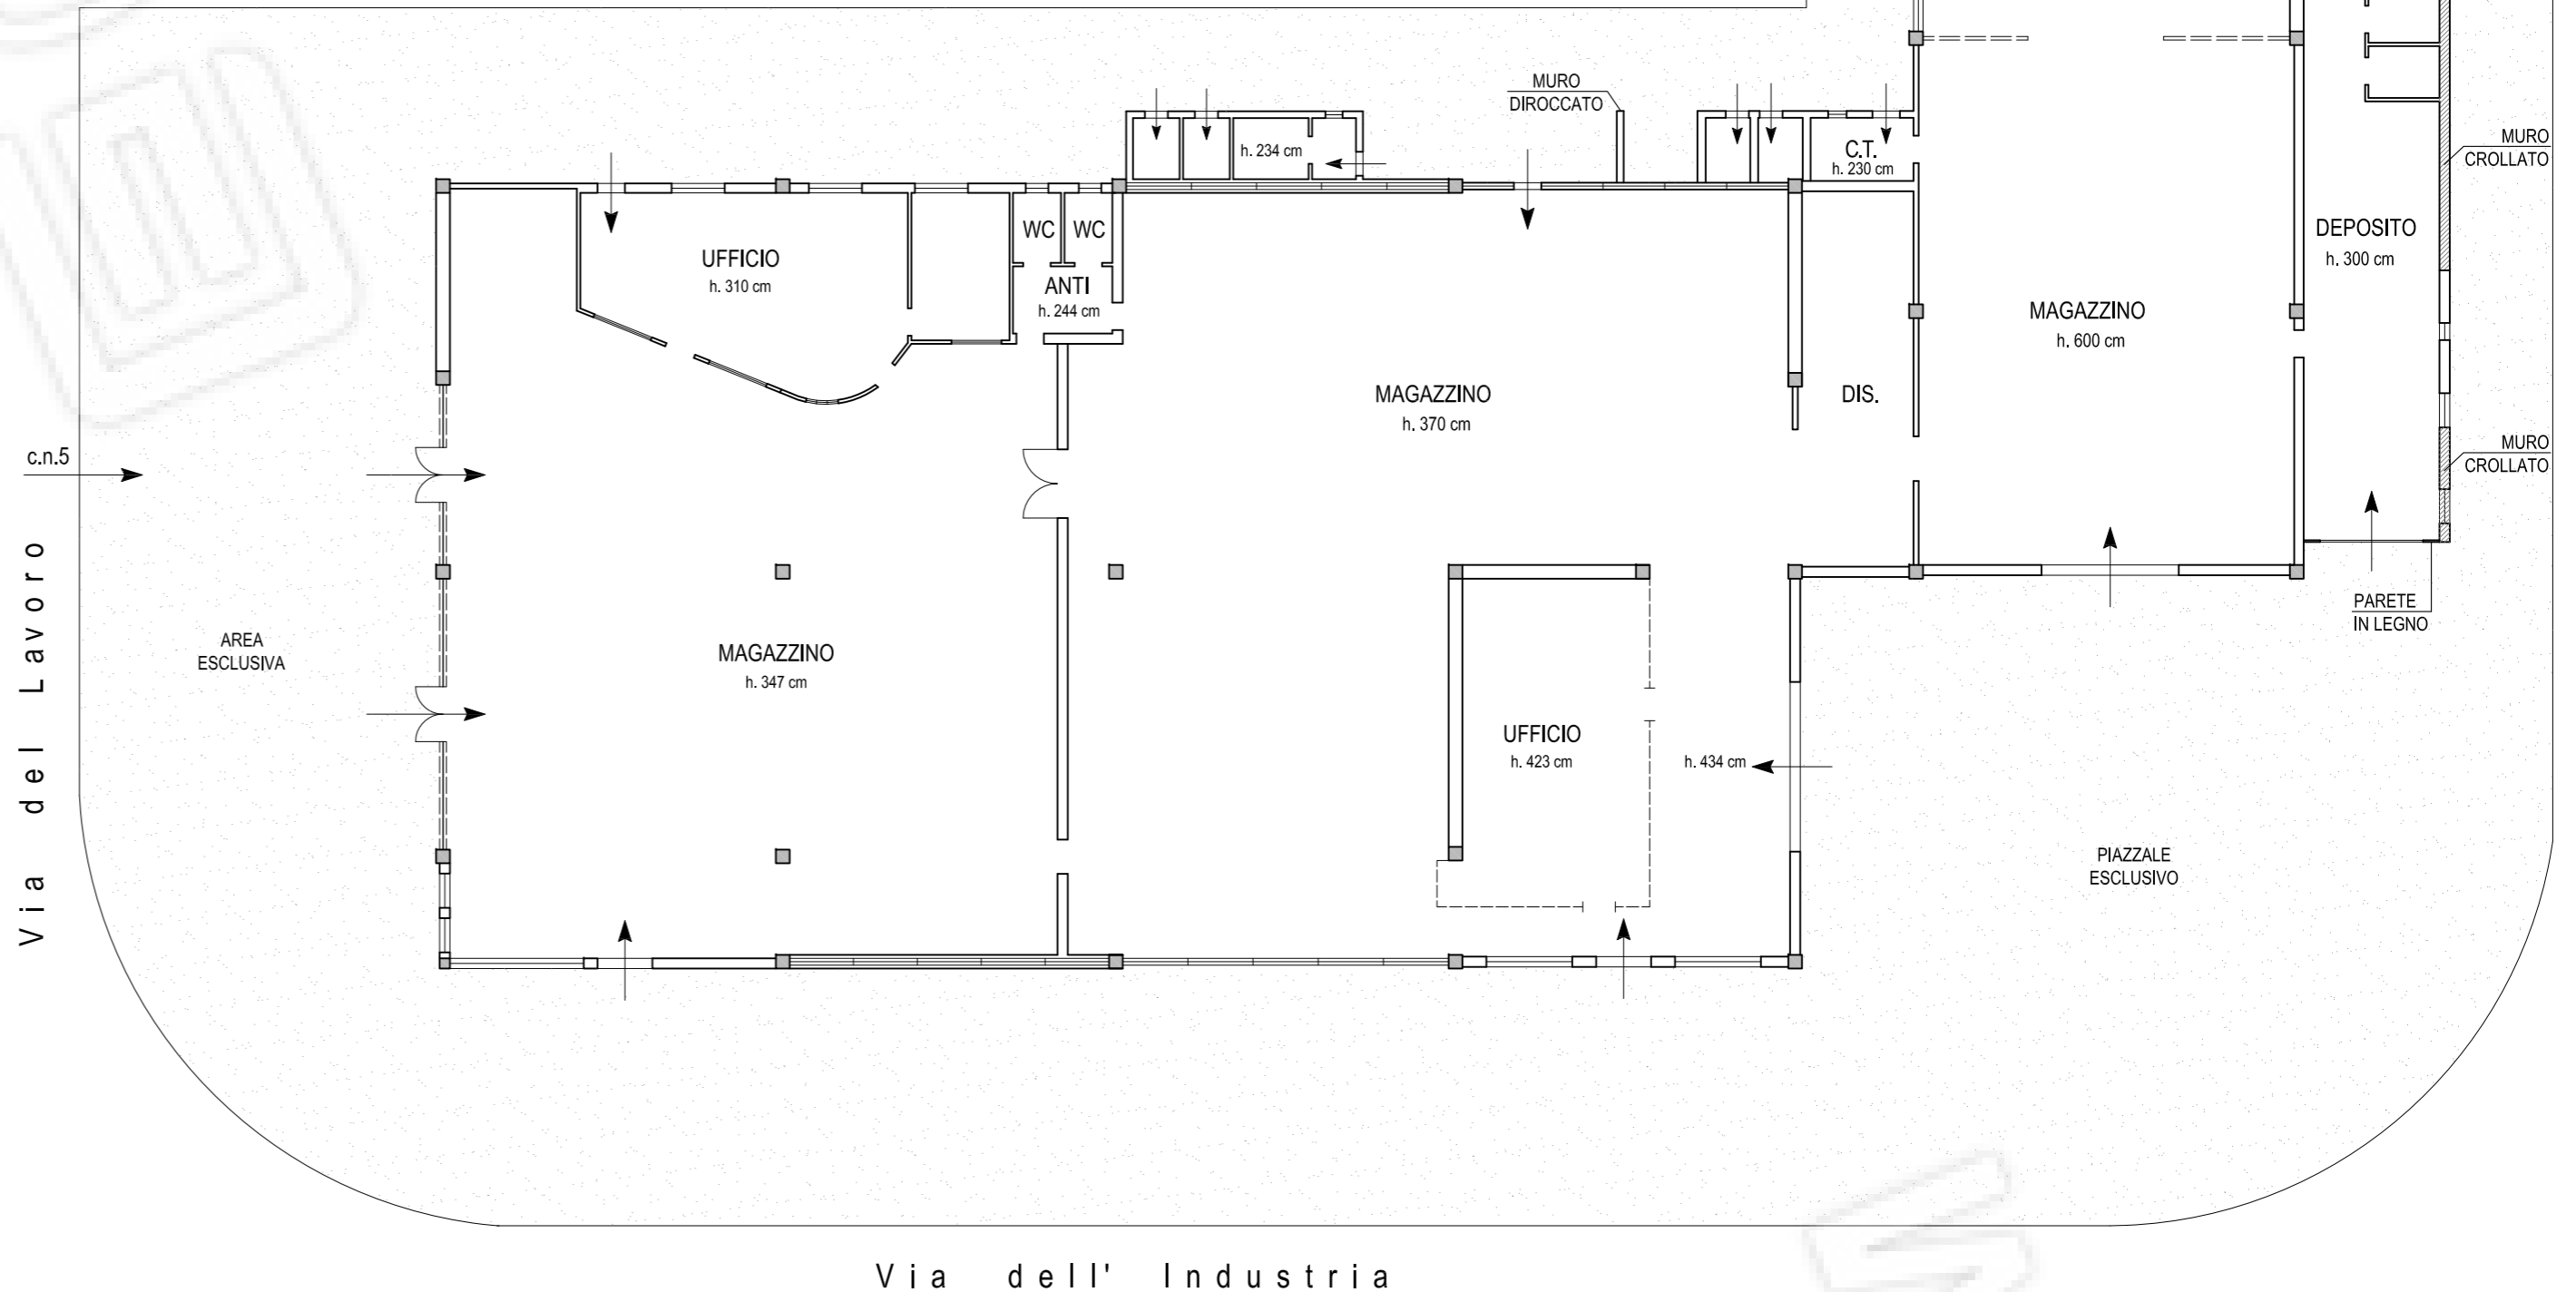 MURO
DIROCCATO
MURO
CROLLATO
h. 234 cm
C.T.
h. 230 cm
WC
WC
DEPOSITO
h. 300 cm
UFFICIO
h. 310 cm
ANTI
h. 244 cm
MAGAZZINO
h. 600 cm
MAGAZZINO
h. 370 cm
DIS.
MURO
CROLLATO
c.n.5
PARETE
IN LEGNO
AREA
ESCLUSIVA
MAGAZZINO
h. 347 cm
UFFICIO
h. 423 cm
h. 434 cm
PIAZZALE
ESCLUSIVO
Via del Lavoro
Via dell' Industria